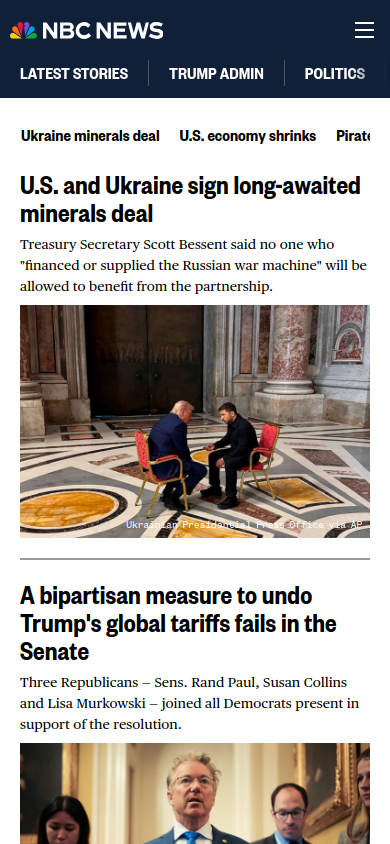 NBC NEWS
LATEST STORIES
TRUMP ADMIN
POLITICS
Ukraine minerals deal
U.S. economy shrinks
Pirate
U.S. and Ukraine sign long-awaited
minerals deal
Treasury Secretary Scott Bessent said no one who
"financed or supplied the Russian war machine" will be
allowed to benefit from the partnership.
Ukrainian Presidential Press Office via AP
A bipartisan measure to undo
Trump's global tariffs fails in the
Senate
Three Republicans — Sens. Rand Paul, Susan Collins
and Lisa Murkowski — joined all Democrats present in
support of the resolution.